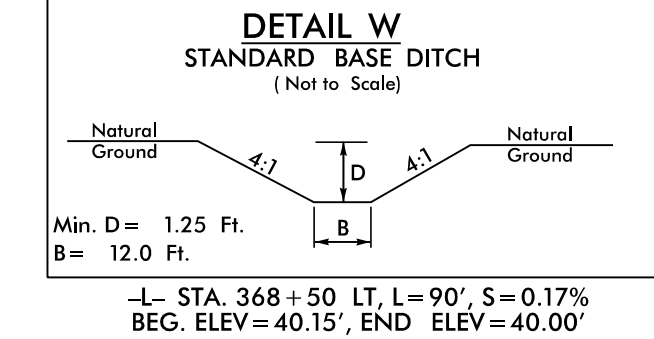 DETAIL W
STANDARD BASE DITCH
( Not to Scale)
Natural
Ground
4:1
D
4:1
Natural
Ground
B
Min. D = 1.25 Ft.
B = 12.0 Ft.
–L– STA. 368+50 LT, L=90', S=0.17%
BEG. ELEV=40.15', END ELEV=40.00'